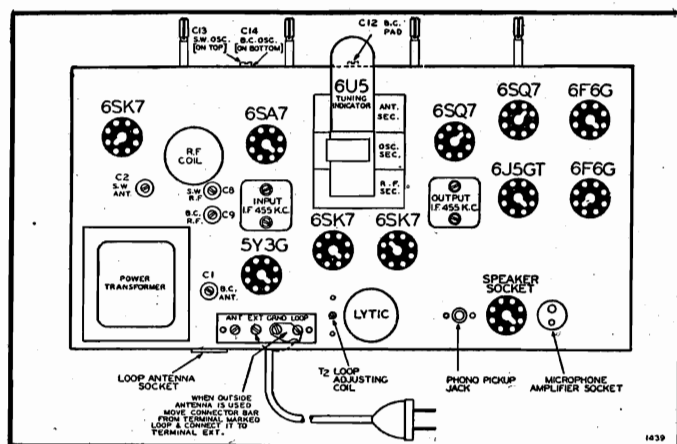 C13
S.W. OSC.
[ON TOP]
C14
B.C. OSC.
[ON BOTTOM]
C12 B.C.
PAD
6U5
TUNING
INDICATOR
ANT.
SEC.
OSC.
SEC.
R.F.
SEC.
6SK7
R.F.
COIL
6SA7
6SQ7
6SQ7
6F6G
C2
S.W.
ANT.
S.W.
R.F.
C8
B.C.
R.F.
C9
INPUT
I.F. 455 K.C.
OUTPUT
I.F. 455 K.C.
6J5GT
6F6G
6SK7
6SK7
5Y3G
POWER
TRANSFORMER
C1
B.C.
ANT.
LYTIC
SPEAKER
SOCKET
ANT EXT GRND LOOP
LOOP ANTENNA
SOCKET
WHEN OUTSIDE
ANTENNA IS USED
MOVE CONNECTOR BAR
FROM TERMINAL MARKED
LOOP & CONNECT IT TO
TERMINAL EXT.
T2 LOOP
ADJUSTING
COIL
PHONO PICKUP
JACK
MICROPHONE
AMPLIFIER SOCKET
1439